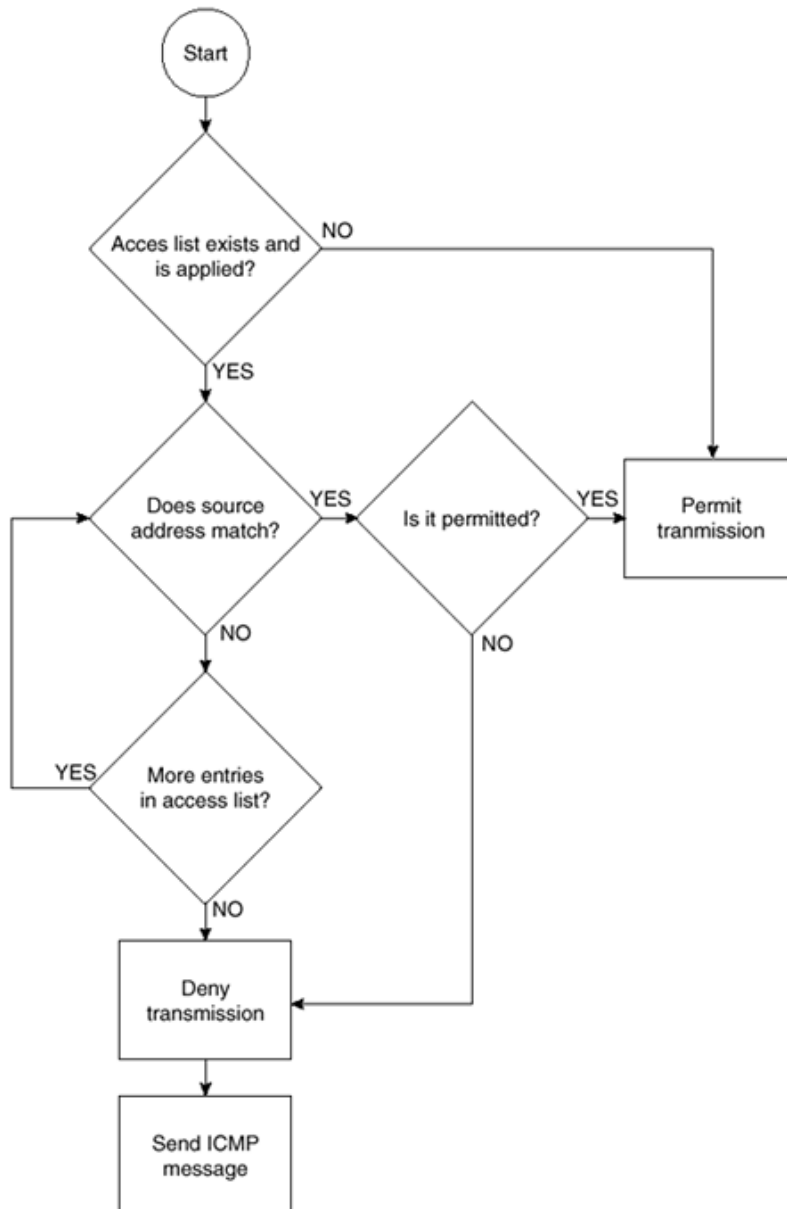 Start
Acces list exists and
is applied?
NO
YES
Does source
address match?
YES
Is it permitted?
YES
Permit
tranmission
NO
NO
More entries
in access list?
YES
NO
Deny
transmission
Send ICMP
message